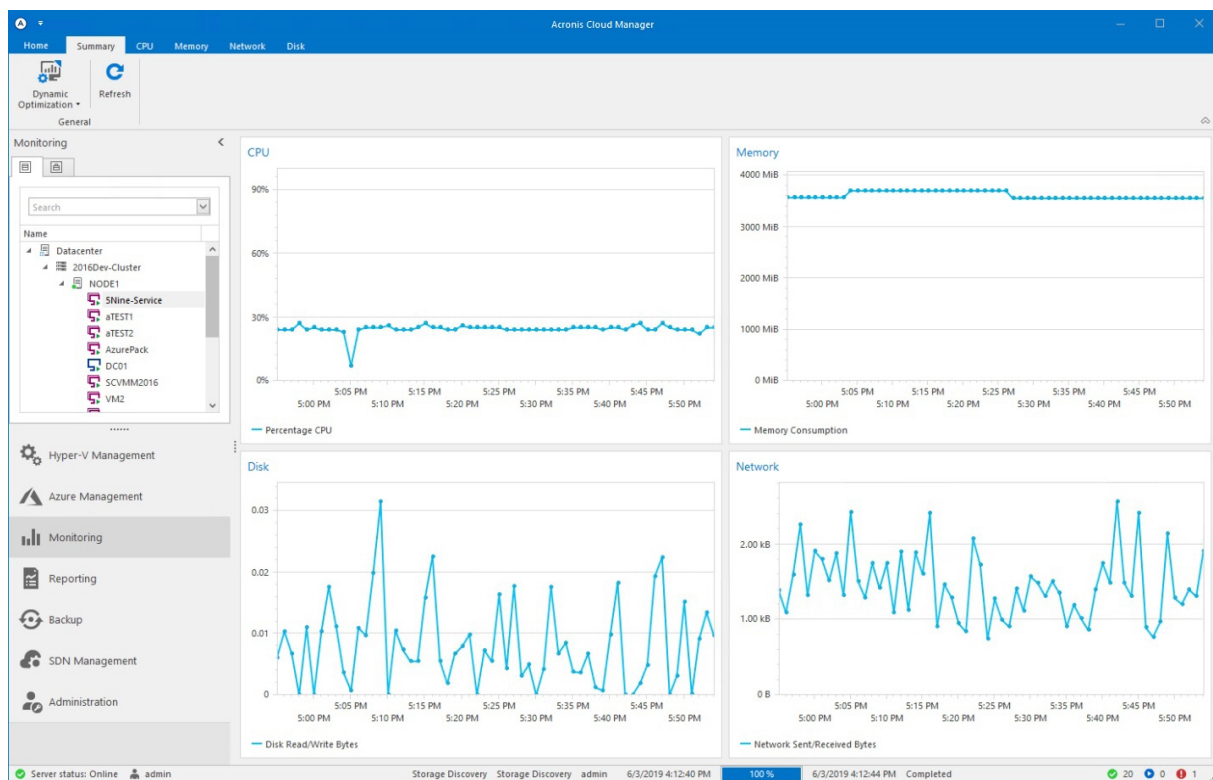 Acronis Cloud Manager
Home Summary CPU Memory Network Disk
Dynamic
Optimization
Refresh
General
Monitoring
Search
Name
Datacenter
2016Dev-Cluster
NODE1
5Nine-Service
aTEST1
aTEST2
AzurePack
DC01
SCVMM2016
VM2
Hyper-V Management
Azure Management
Monitoring
Reporting
Backup
SDN Management
Administration
CPU
90%
60%
30%
0%
5:05 PM 5:15 PM 5:25 PM 5:35 PM 5:45 PM
5:00 PM 5:10 PM 5:20 PM 5:30 PM 5:40 PM 5:50 PM
Percentage CPU
Memory
4000 MiB
3000 MiB
2000 MiB
1000 MiB
0 MiB
5:05 PM 5:15 PM 5:25 PM 5:35 PM 5:45 PM
5:00 PM 5:10 PM 5:20 PM 5:30 PM 5:40 PM 5:50 PM
Memory Consumption
Disk
0.03
0.02
0.01
0
5:05 PM 5:15 PM 5:25 PM 5:35 PM 5:45 PM
5:00 PM 5:10 PM 5:20 PM 5:30 PM 5:40 PM 5:50 PM
Disk Read/Write Bytes
Network
2.00 kB
1.00 kB
0 B
5:05 PM 5:15 PM 5:25 PM 5:35 PM 5:45 PM
5:00 PM 5:10 PM 5:20 PM 5:30 PM 5:40 PM 5:50 PM
Network Sent/Received Bytes
Server status: Online admin Storage Discovery Storage Discovery admin 6/3/2019 4:12:40 PM 100 % 6/3/2019 4:12:44 PM Completed 20 0 1